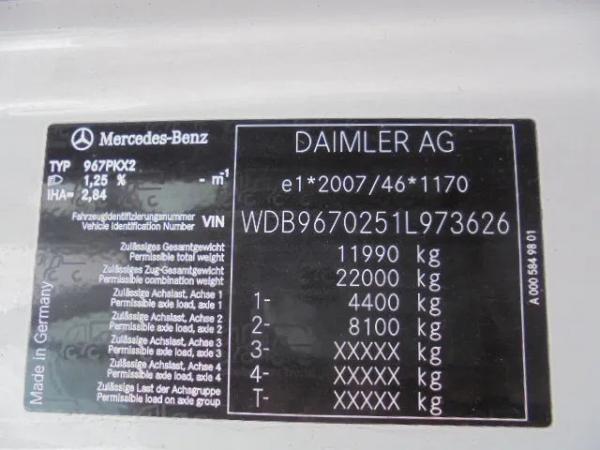 Mercedes-Benz
TYP 967PKX2
1,25 % - m-1
IHA= 2,84
DAIMLER AG
e1*2007/46*1170
Fahrzeugidentifizierungsnummer
Vehicle Identification Number VIN WDB9670251L973626
Zulässiges Gesamtgewicht
Permissible total weight 11990 kg
Zulässiges Zug-Gesamtgewicht
Permissible combination weight 22000 kg
Zulässige Achslast, Achse 1
Permissible axle load, axle 1 1- 4400 kg
Zulässige Achslast, Achse 2
Permissible axle load, axle 2 2- 8100 kg
Zulässige Achslast, Achse 3
Permissible axle load, axle 3 3- XXXXX kg
Zulässige Achslast, Achse 4
Permissible axle load, axle 4 4- XXXXX kg
Zulässige Last der Achsgruppe
Permissible load on axle group T- XXXXX kg
Made in Germany
A 000 584 98 01